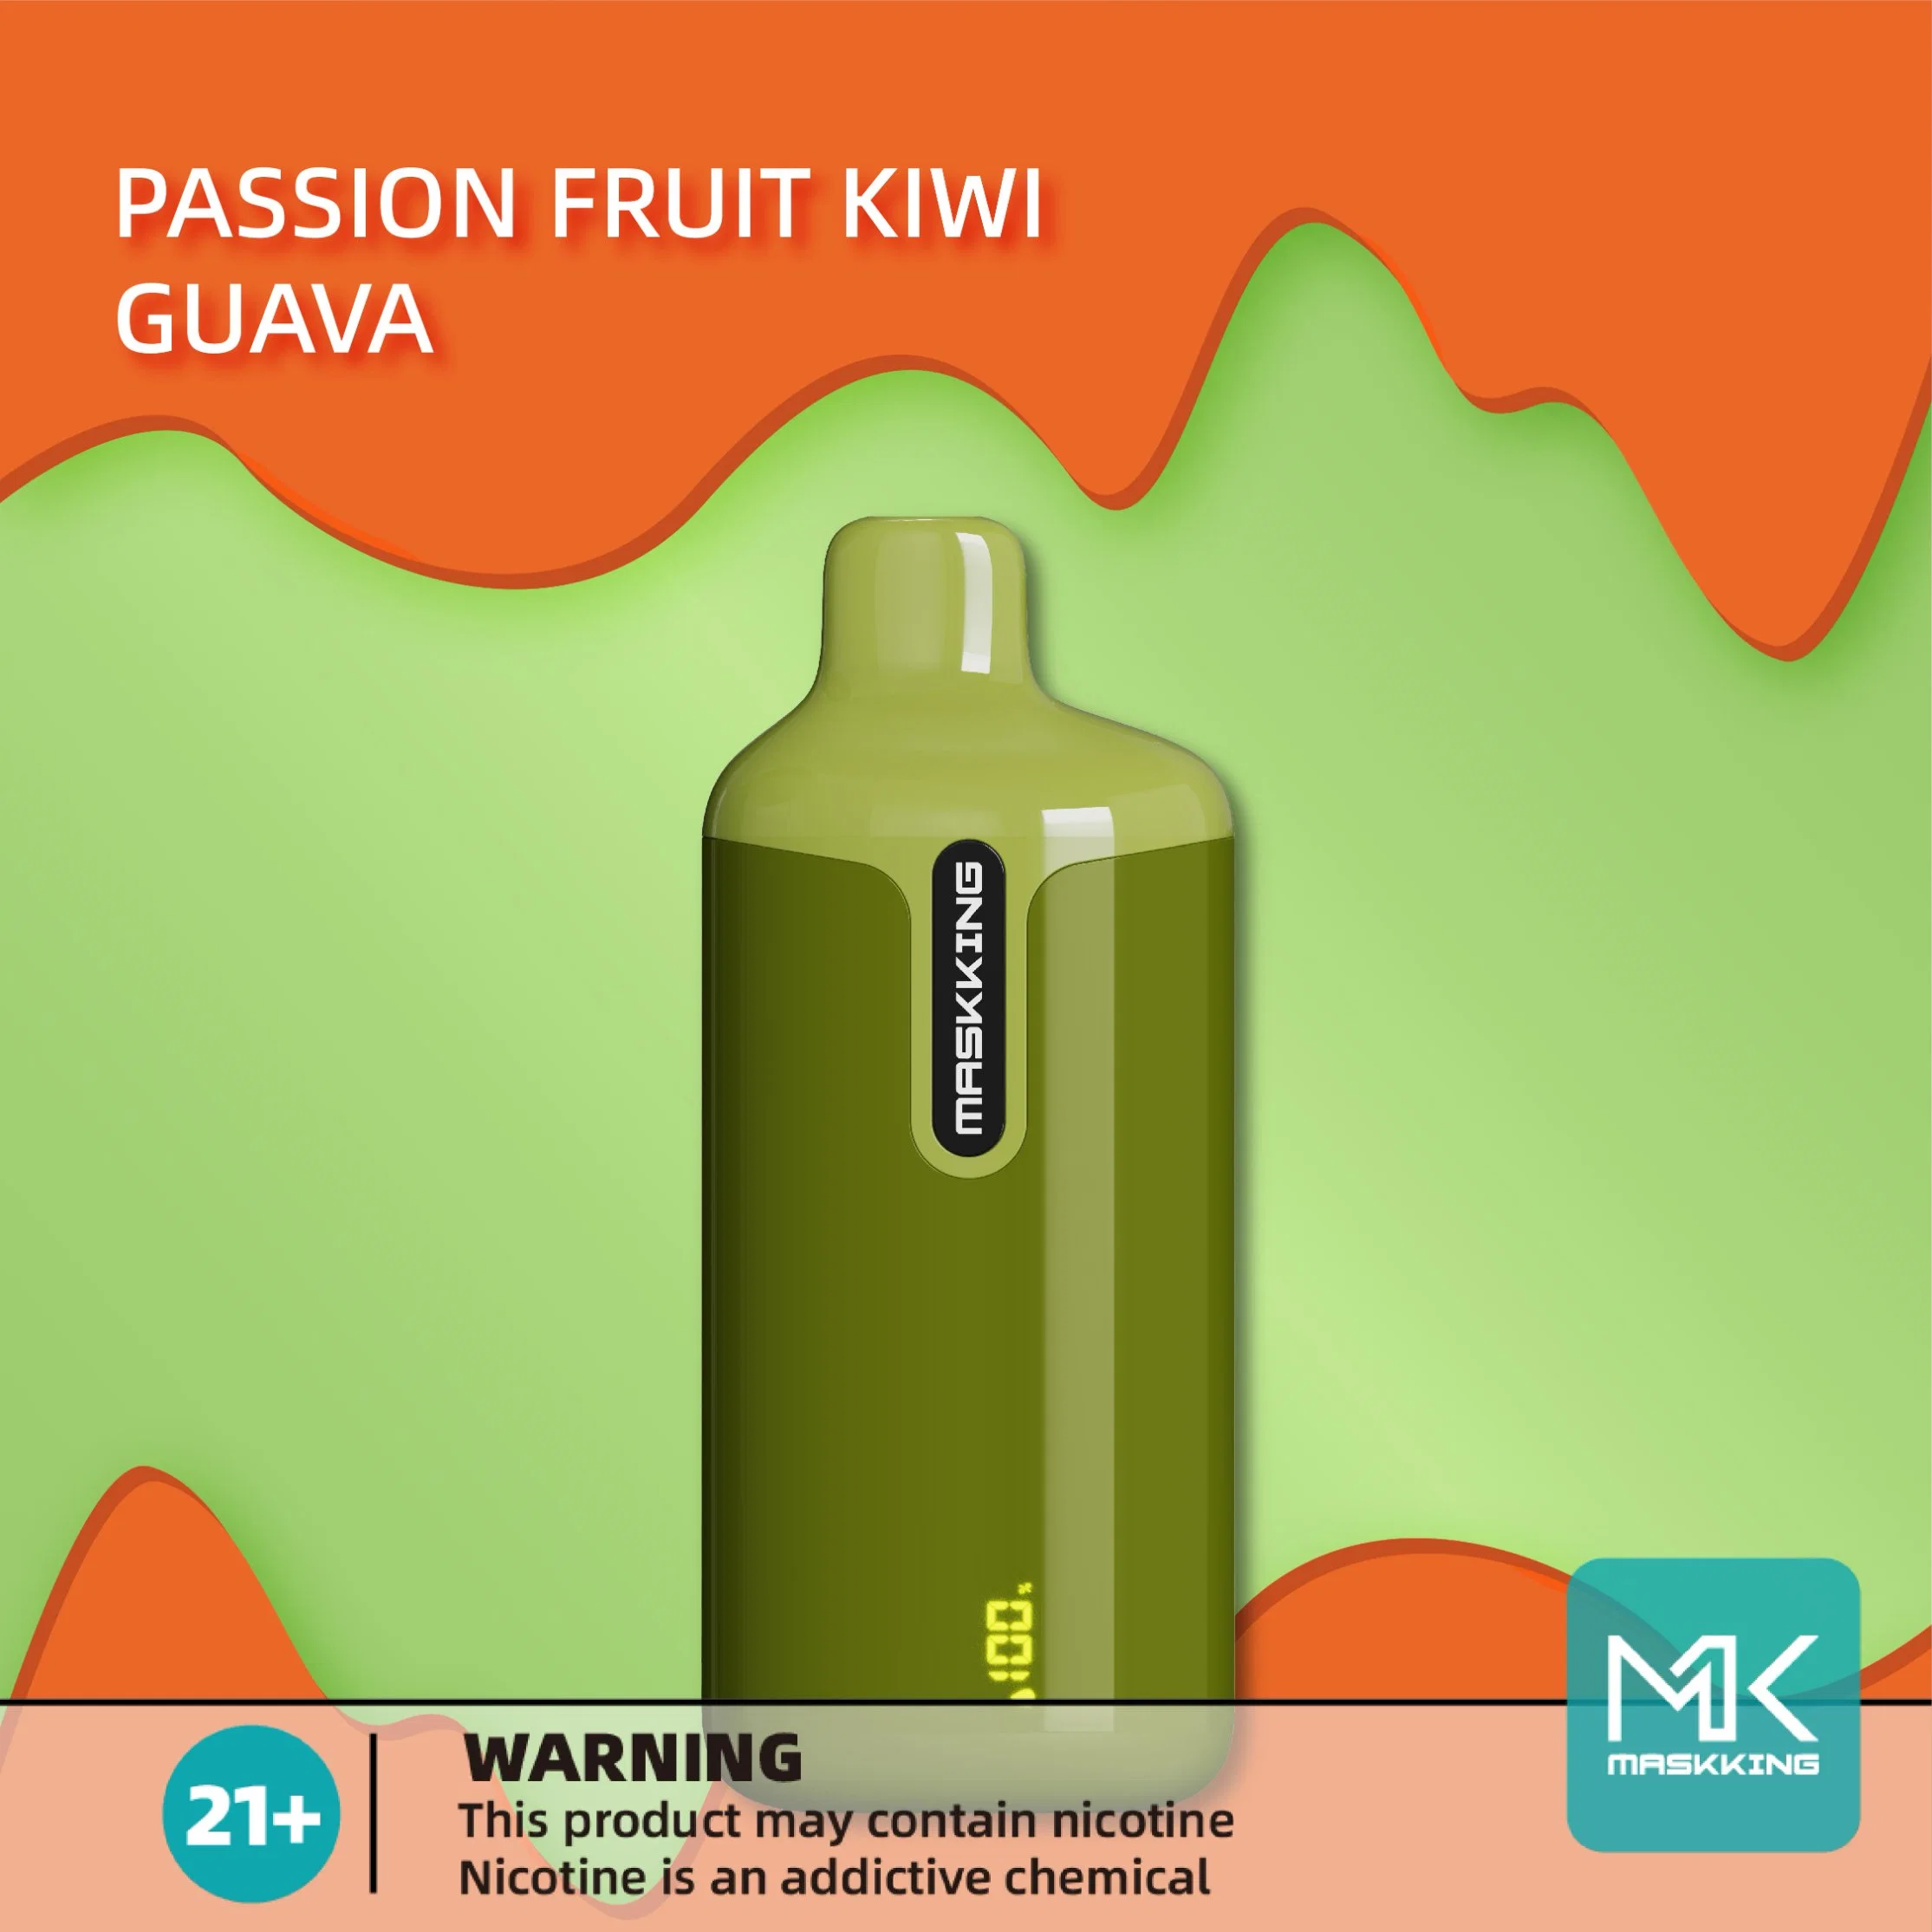 PASSION FRUIT KIWI
GUAVA
MASKKING
100%
21+
WARNING
This product may contain nicotine
Nicotine is an addictive chemical
MK
MASKKING